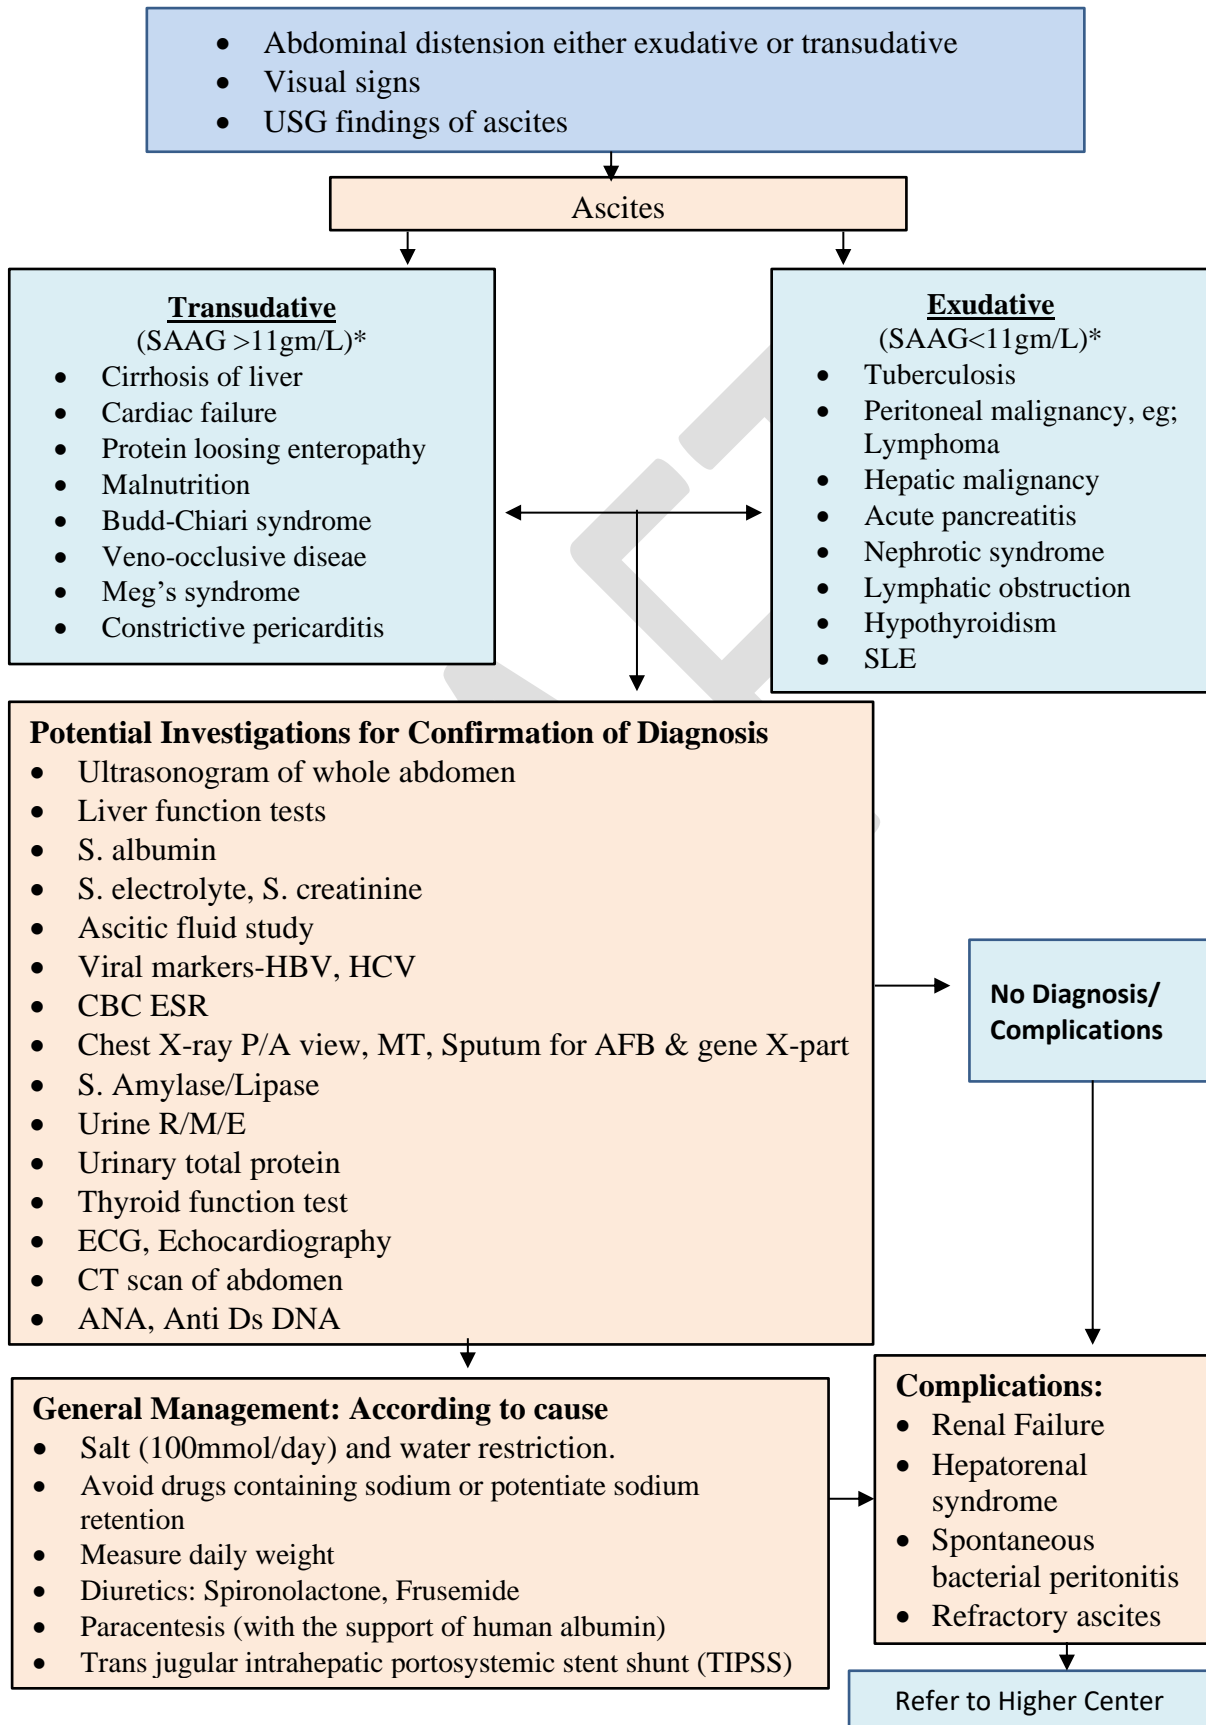 • Abdominal distension either exudative or transudative
• Visual signs
• USG findings of ascites
Ascites
Transudative
(SAAG >11gm/L)*
• Cirrhosis of liver
• Cardiac failure
• Protein loosing enteropathy
• Malnutrition
• Budd-Chiari syndrome
• Veno-occlusive diseae
• Meg’s syndrome
• Constrictive pericarditis
Exudative
(SAAG<11gm/L)*
• Tuberculosis
• Peritoneal malignancy, eg;
Lymphoma
• Hepatic malignancy
• Acute pancreatitis
• Nephrotic syndrome
• Lymphatic obstruction
• Hypothyroidism
• SLE
Potential Investigations for Confirmation of Diagnosis
• Ultrasonogram of whole abdomen
• Liver function tests
• S. albumin
• S. electrolyte, S. creatinine
• Ascitic fluid study
• Viral markers-HBV, HCV
• CBC ESR
• Chest X-ray P/A view, MT, Sputum for AFB & gene X-part
• S. Amylase/Lipase
• Urine R/M/E
• Urinary total protein
• Thyroid function test
• ECG, Echocardiography
• CT scan of abdomen
• ANA, Anti Ds DNA
No Diagnosis/
Complications
General Management: According to cause
• Salt (100mmol/day) and water restriction.
• Avoid drugs containing sodium or potentiate sodium
retention
• Measure daily weight
• Diuretics: Spironolactone, Frusemide
• Paracentesis (with the support of human albumin)
• Trans jugular intrahepatic portosystemic stent shunt (TIPSS)
Complications:
• Renal Failure
• Hepatorenal
syndrome
• Spontaneous
bacterial peritonitis
• Refractory ascites
Refer to Higher Center